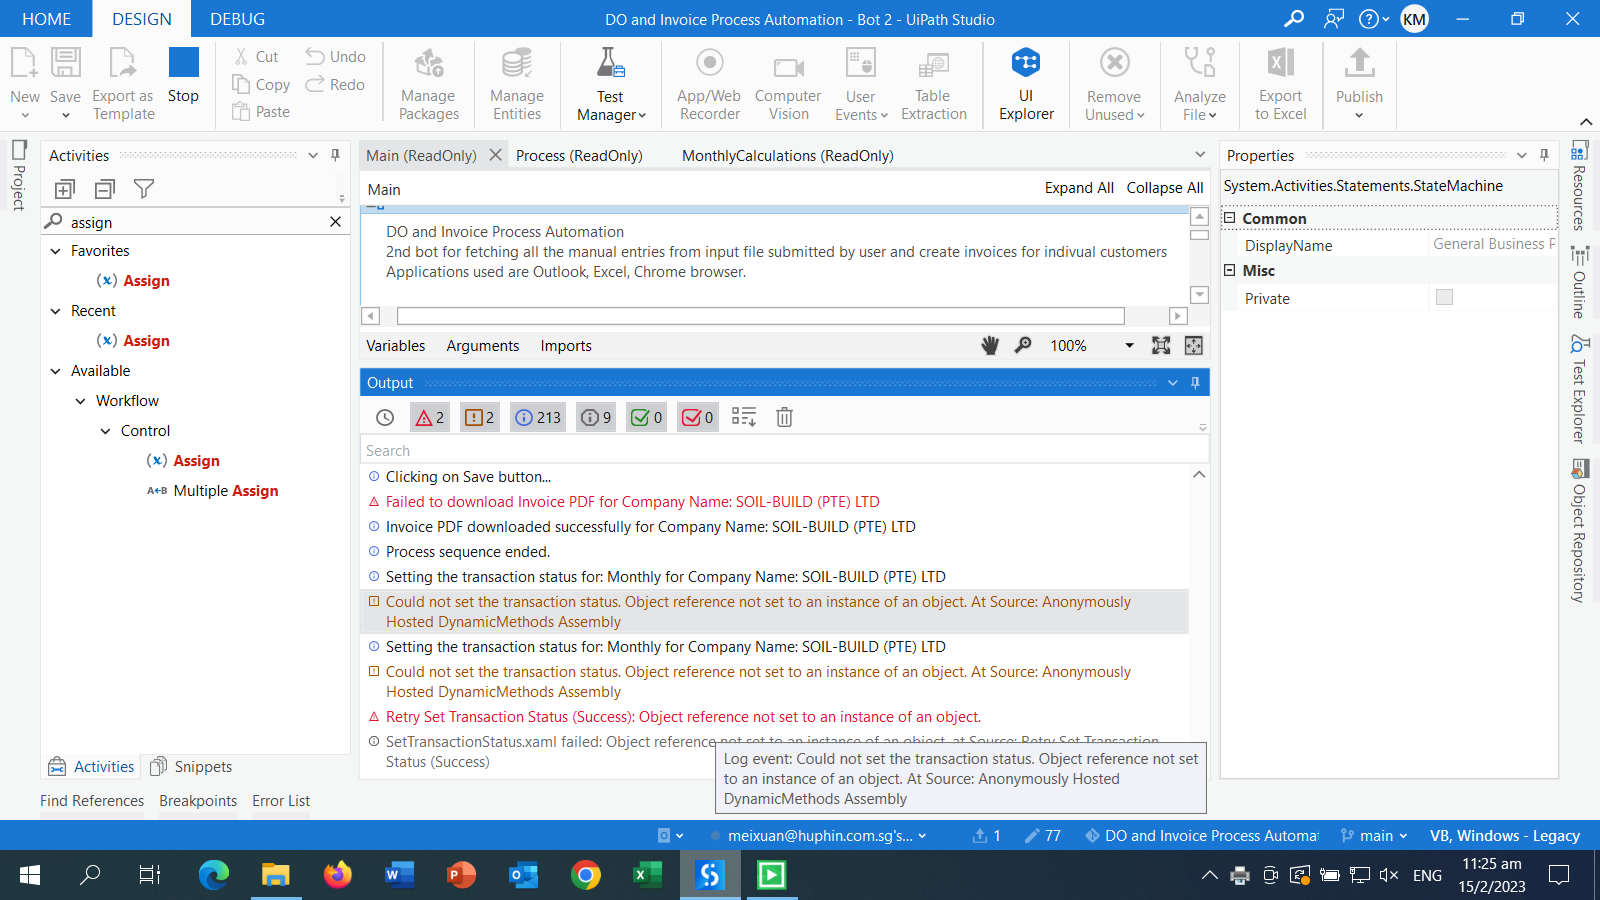 HOME
DESIGN
DEBUG
DO and Invoice Process Automation - Bot 2 - UiPath Studio
KM
New
Save
Export as
Template
Stop
Cut
Copy
Paste
Undo
Redo
Manage
Packages
Manage
Entities
Test
Manager
App/Web
Recorder
Computer
Vision
User
Events
Table
Extraction
UI
Explorer
Remove
Unused
Analyze
File
Export
to Excel
Publish
Project
Activities
assign
Favorites
Assign
Recent
Assign
Available
Workflow
Control
Assign
Multiple Assign
Activities
Snippets
Find References
Breakpoints
Error List
Main (ReadOnly)
Process (ReadOnly)
MonthlyCalculations (ReadOnly)
Main
Expand All
Collapse All
DO and Invoice Process Automation
2nd bot for fetching all the manual entries from input file submitted by user and create invoices for indivual customers
Applications used are Outlook, Excel, Chrome browser.
Variables
Arguments
Imports
100%
Output
2
2
213
9
0
0
Search
Clicking on Save button...
Failed to download Invoice PDF for Company Name: SOIL-BUILD (PTE) LTD
Invoice PDF downloaded successfully for Company Name: SOIL-BUILD (PTE) LTD
Process sequence ended.
Setting the transaction status for: Monthly for Company Name: SOIL-BUILD (PTE) LTD
Could not set the transaction status. Object reference not set to an instance of an object. At Source: Anonymously
Hosted DynamicMethods Assembly
Setting the transaction status for: Monthly for Company Name: SOIL-BUILD (PTE) LTD
Could not set the transaction status. Object reference not set to an instance of an object. At Source: Anonymously
Hosted DynamicMethods Assembly
Retry Set Transaction Status (Success): Object reference not set to an instance of an object.
SetTransactionStatus.xaml failed: Object reference not set to an instance of an object. at Source: Retry Set Transaction
Status (Success)
Log event: Could not set the transaction status. Object reference not set
to an instance of an object. At Source: Anonymously Hosted
DynamicMethods Assembly
Properties
System.Activities.Statements.StateMachine
Common
DisplayName
General Business P
Misc
Private
Resources
Outline
Test Explorer
Object Repository
meixuan@huphin.com.sg's...
1
77
DO and Invoice Process Automat
main
VB, Windows - Legacy
ENG
11:25 am
15/2/2023